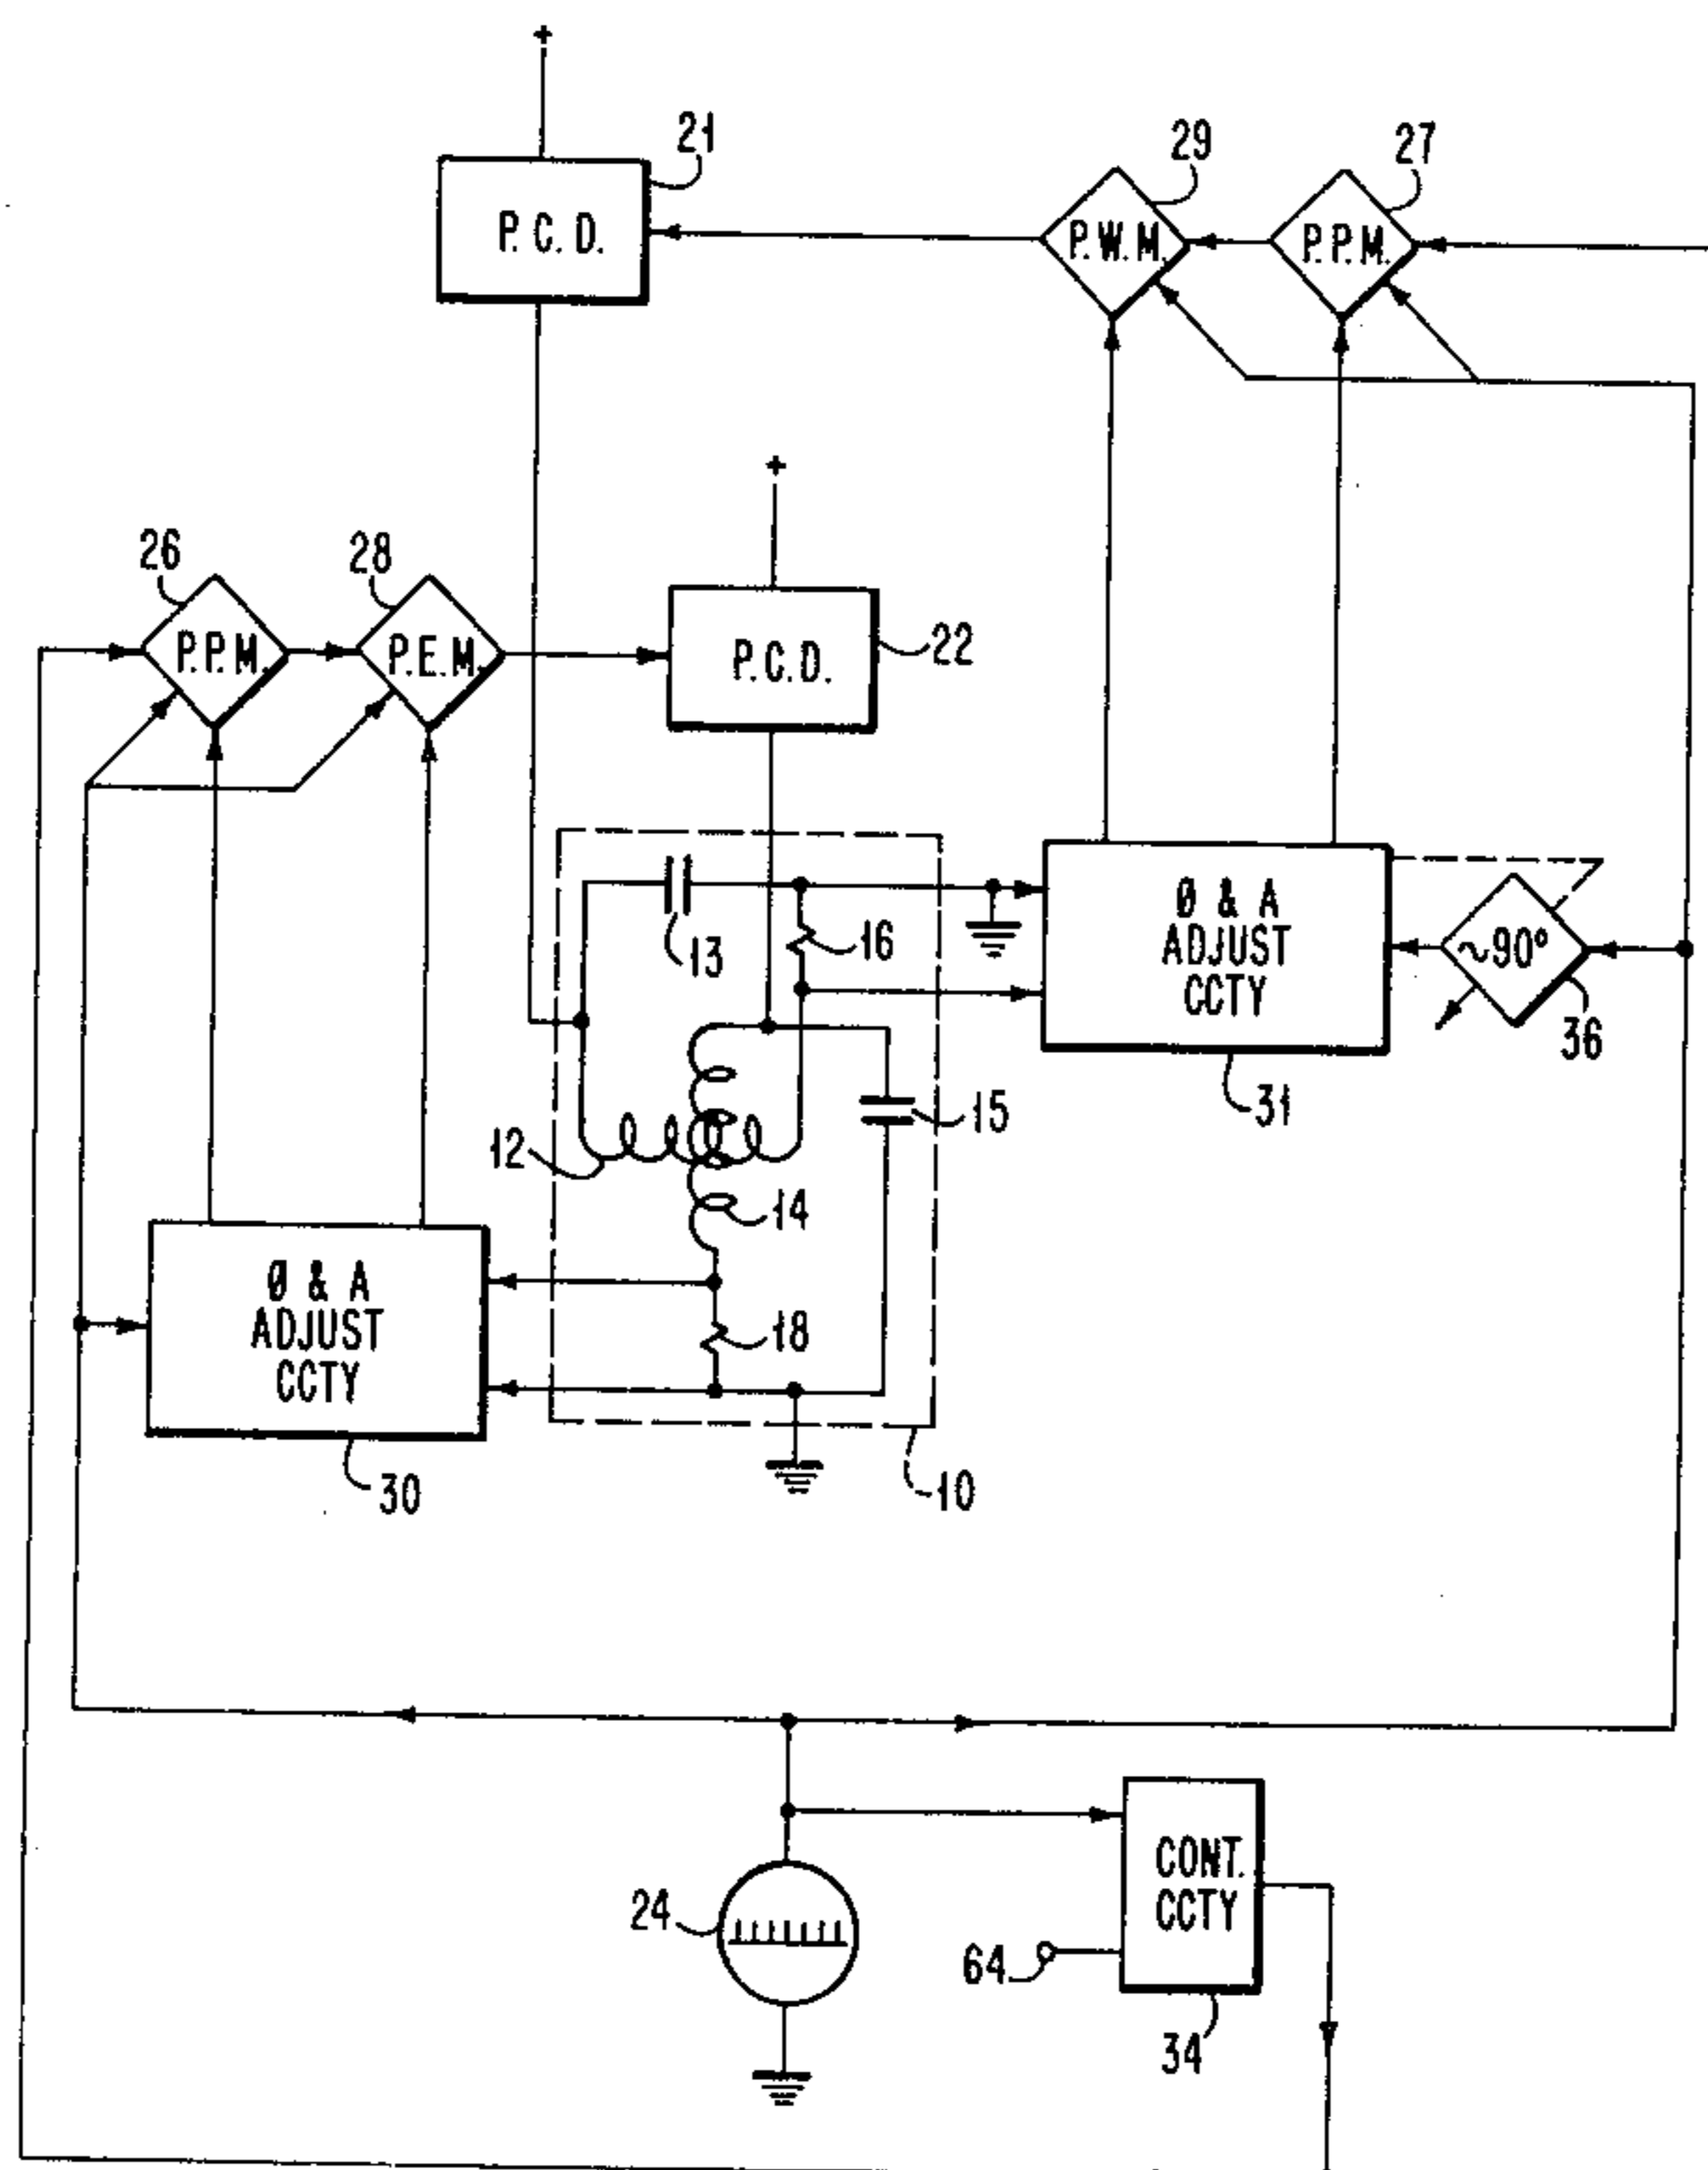 +
21
P.C.D.
29
P.W.M.
27
P.P.M.
+
26
P.P.M.
28
P.E.M.
P.C.D.
22
13
16
Ø & A
ADJUST
CCTY
31
~90°
36
12
15
14
Ø & A
ADJUST
CCTY
30
18
10
24
CONT.
CCTY
64
34